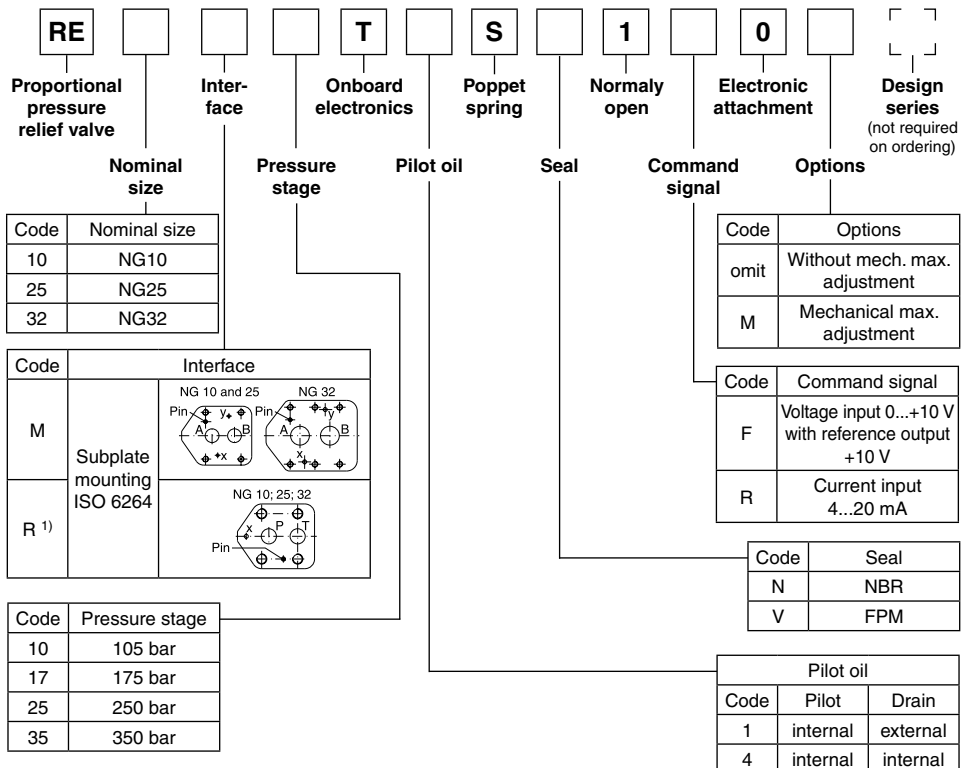 RE T S 1 0
Proportional
pressure
relief valve
Inter-
face
Onboard
electronics
Poppet
spring
Normaly
open
Electronic
attachment
Design
series
(not required
on ordering)
Nominal
size
Pressure
stage
Pilot oil
Seal
Command
signal
Options
Code Nominal size
10 NG10
25 NG25
32 NG32
Code Options
omit Without mech. max.
adjustment
M Mechanical max.
adjustment
Code Interface
M
R 1)
Subplate
mounting
ISO 6264
NG 10 and 25
Pin y
A B
x
NG 32
Pin y
A B
x
NG 10; 25; 32
x P T
Pin
Code Command signal
F Voltage input 0...+10 V
with reference output
+10 V
R Current input
4...20 mA
Code Seal
N NBR
V FPM
Code Pressure stage
10 105 bar
17 175 bar
25 250 bar
35 350 bar
Pilot oil
Code Pilot Drain
1 internal external
4 internal internal